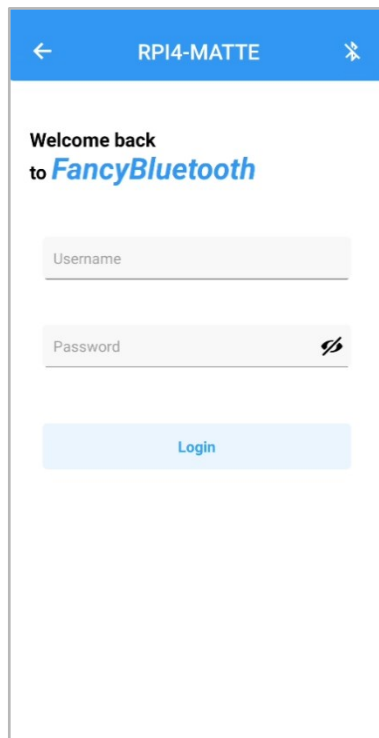 RPI4-MATTE
Welcome back
to FancyBluetooth
Username
Password
Login